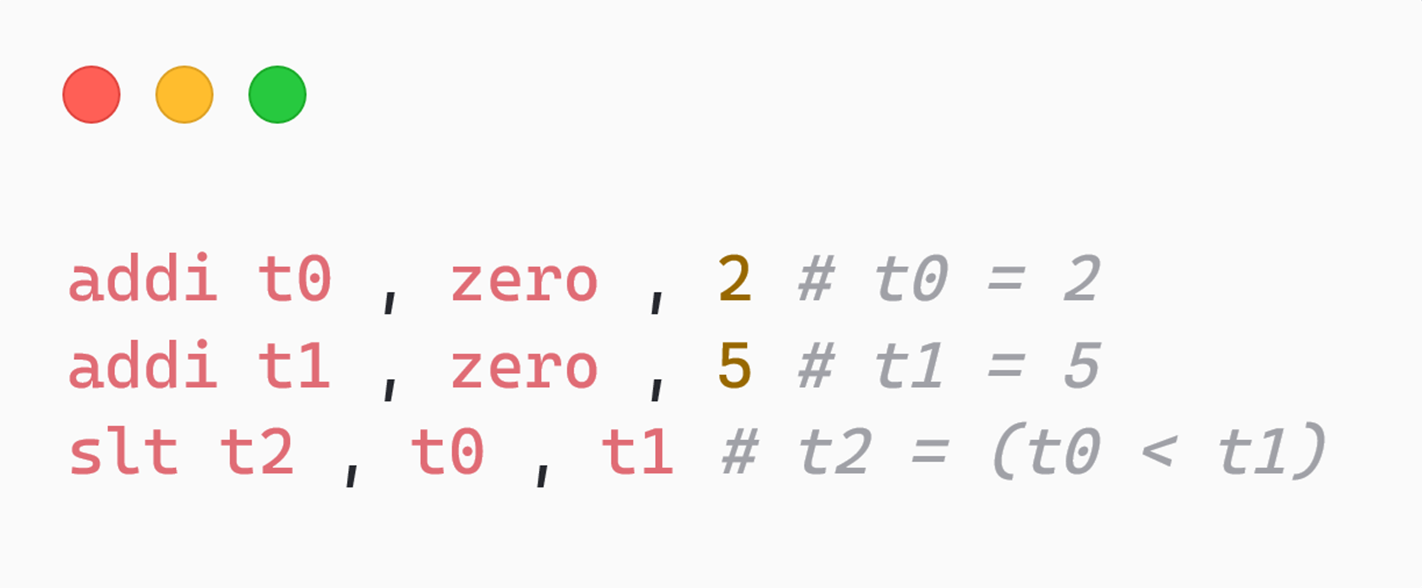 addi t0 , zero , 2 # t0 = 2
addi t1 , zero , 5 # t1 = 5
slt t2 , t0 , t1 # t2 = (t0 < t1)